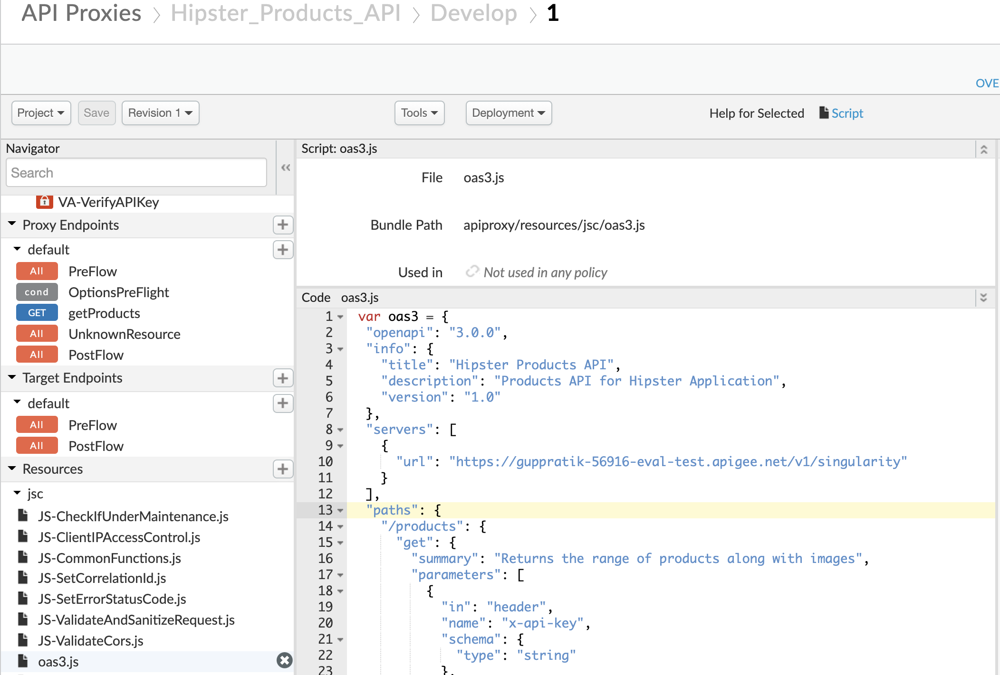 API Proxies > Hipster_Products_API > Develop > 1
OVE
Project Save Revision 1 Tools Deployment Help for Selected Script
Navigator
Search
VA-VerifyAPIKey
Proxy Endpoints
default
All PreFlow
cond OptionsPreFlight
GET getProducts
All UnknownResource
All PostFlow
Target Endpoints
default
All PreFlow
All PostFlow
Resources
jsc
JS-CheckIfUnderMaintenance.js
JS-ClientIPAccessControl.js
JS-CommonFunctions.js
JS-SetCorrelationId.js
JS-SetErrorStatusCode.js
JS-ValidateAndSanitizeRequest.js
JS-ValidateCors.js
oas3.js
Script: oas3.js
File oas3.js
Bundle Path apiproxy/resources/jsc/oas3.js
Used in Not used in any policy
Code oas3.js
1 var oas3 = {
2 "openapi": "3.0.0",
3 "info": {
4 "title": "Hipster Products API",
5 "description": "Products API for Hipster Application",
6 "version": "1.0"
7 },
8 "servers": [
9 {
10 "url": "https://guppratik-56916-eval-test.apigee.net/v1/singularity"
11 }
12 ],
13 "paths": {
14 "/products": {
15 "get": {
16 "summary": "Returns the range of products along with images",
17 "parameters": [
18 {
19 "in": "header",
20 "name": "x-api-key",
21 "schema": {
22 "type": "string"
23 },